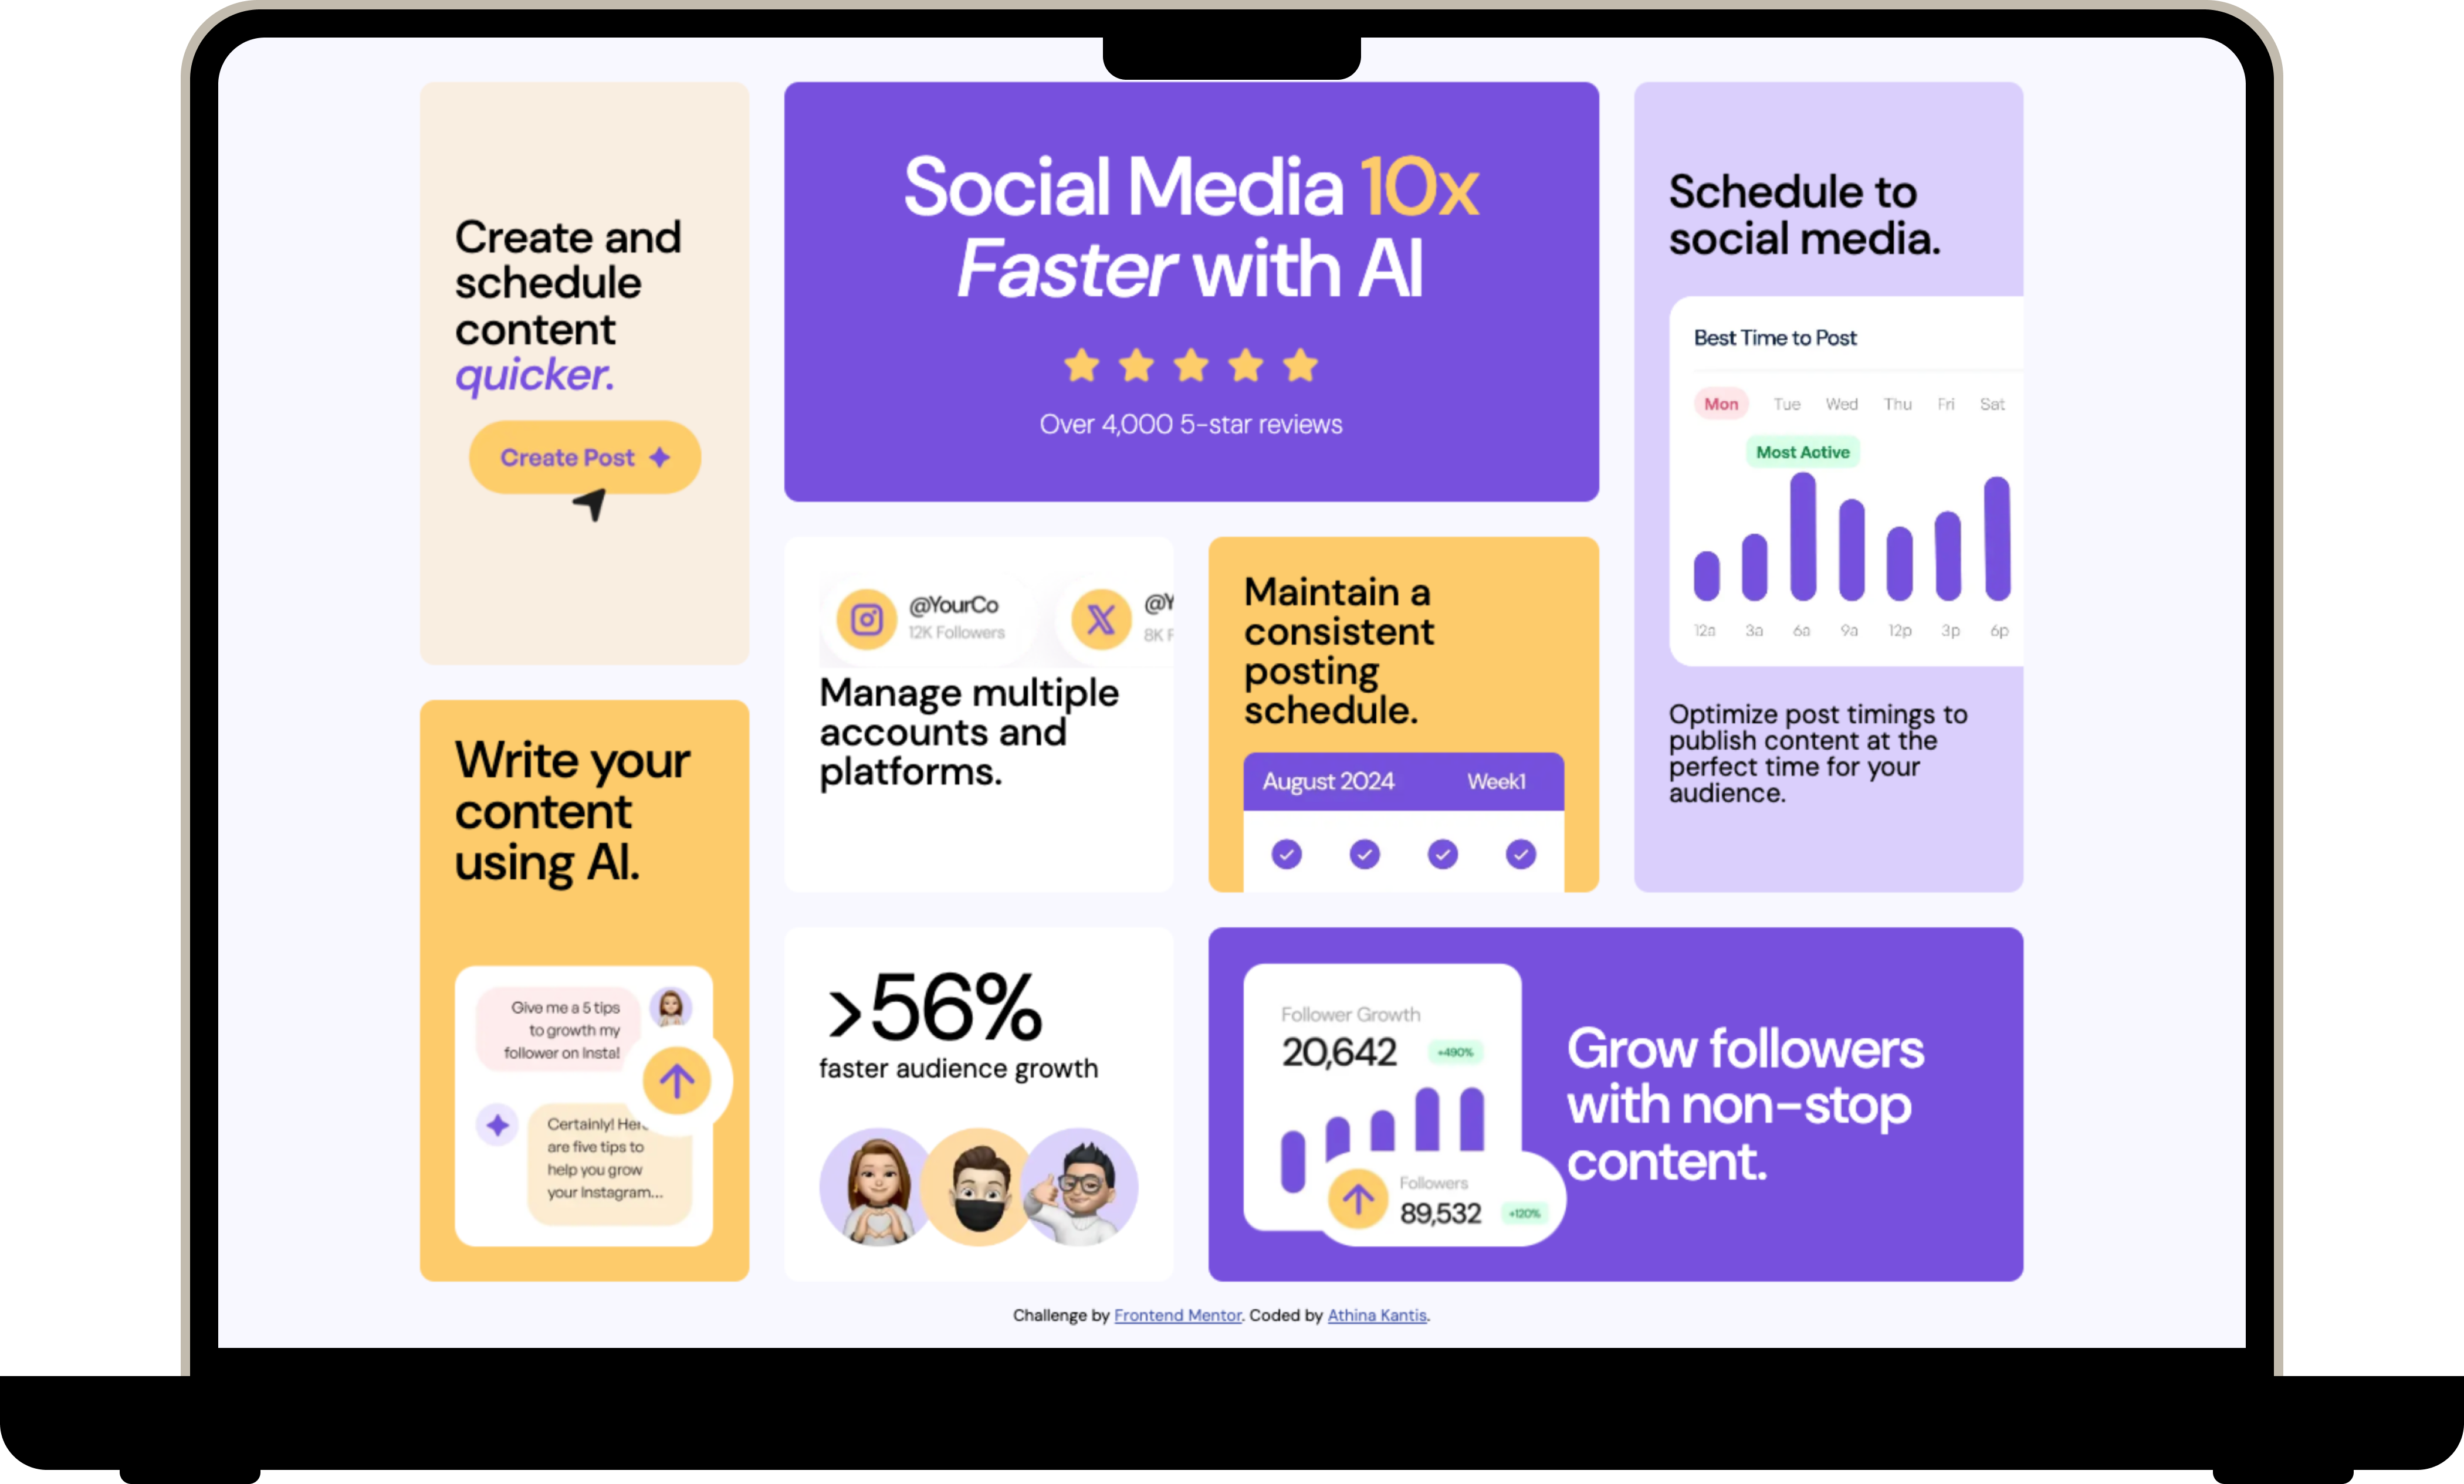 Create and
schedule
content
quicker.
Create Post
Social Media 10x
Faster with AI
Over 4,000 5-star reviews
Schedule to
social media.
Best Time to Post
Mon Tue Wed Thu Fri Sat
Most Active
12a 3a 6a 9a 12p 3p 6p
Optimize post timings to
publish content at the
perfect time for your
audience.
@YourCo
12K Followers
@Y
8K F
Manage multiple
accounts and
platforms.
Maintain a
consistent
posting
schedule.
August 2024 Week1
Write your
content
using AI.
Give me a 5 tips
to growth my
follower on Insta!
Certainly! Here
are five tips to
help you grow
your Instagram...
>56%
faster audience growth
Follower Growth
20,642 +490%
Followers
89,532 +120%
Grow followers
with non-stop
content.
Challenge by Frontend Mentor. Coded by Athina Kantis.